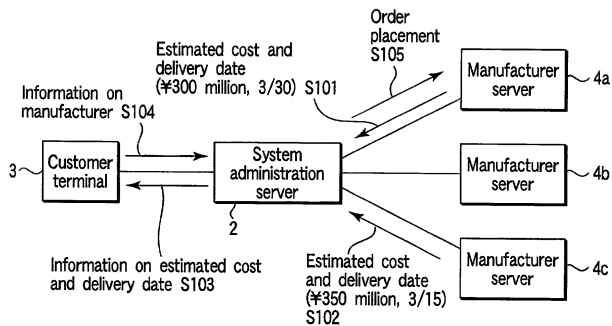 Order
placement
S105
Estimated cost and
delivery date
(¥300 million, 3/30) S101
Manufacturer
server
4a
Information on
manufacturer S104
3
Customer
terminal
System
administration
server
2
Manufacturer
server
4b
Information on estimated cost
and delivery date S103
Estimated cost
and delivery date
(¥350 million, 3/15)
S102
Manufacturer
server
4c